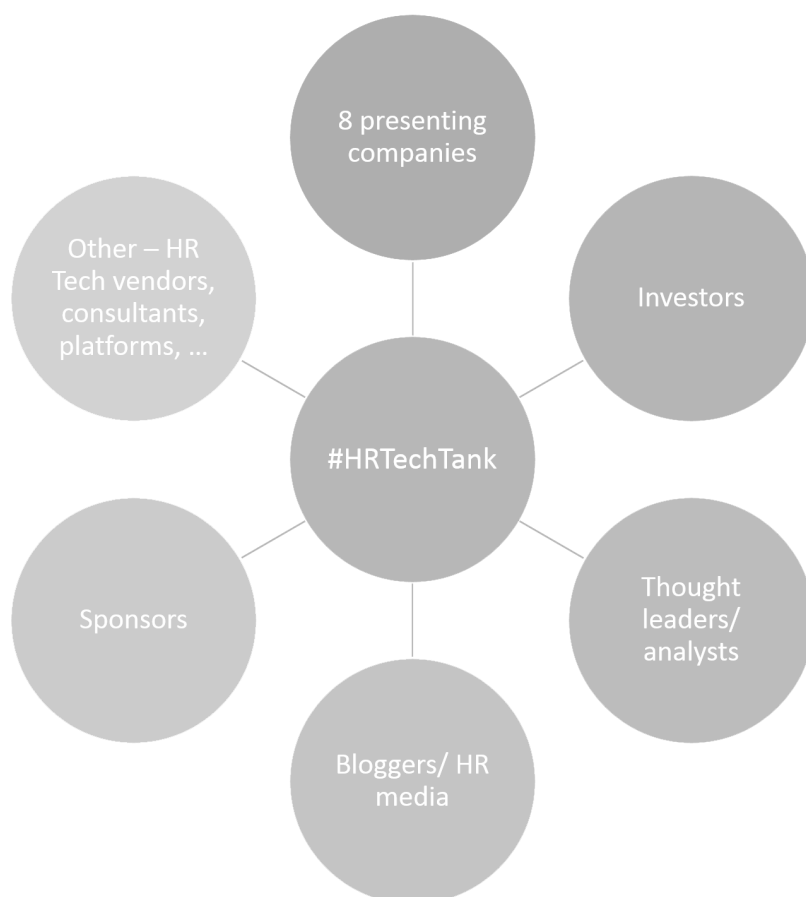 8 presenting
companies
Investors
Thought
leaders/
analysts
Bloggers/ HR
media
Sponsors
Other – HR
Tech vendors,
consultants,
platforms, ...
#HRTechTank